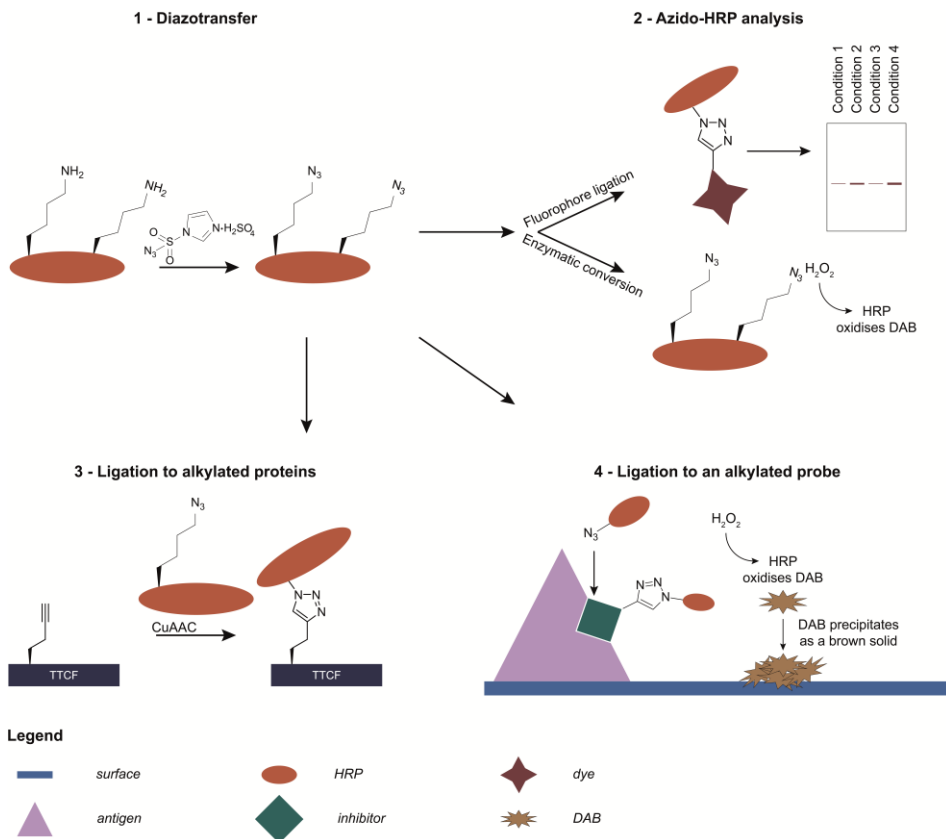 1 - Diazotransfer
NH2
NH2
O
S
N3
O
N
N•H2SO4
N3
N3
2 - Azido-HRP analysis
Fluorophore ligation
Enzymatic conversion
N
N
N
Condition 1
Condition 2
Condition 3
Condition 4
N3
N3
H2O2
HRP
oxidises DAB
3 - Ligation to alkylated proteins
N3
CuAAC
TTCF
N
N
N
TTCF
4 - Ligation to an alkylated probe
N3
N
N
N
H2O2
HRP
oxidises DAB
DAB precipitates
as a brown solid
Legend
surface
HRP
dye
antigen
inhibitor
DAB